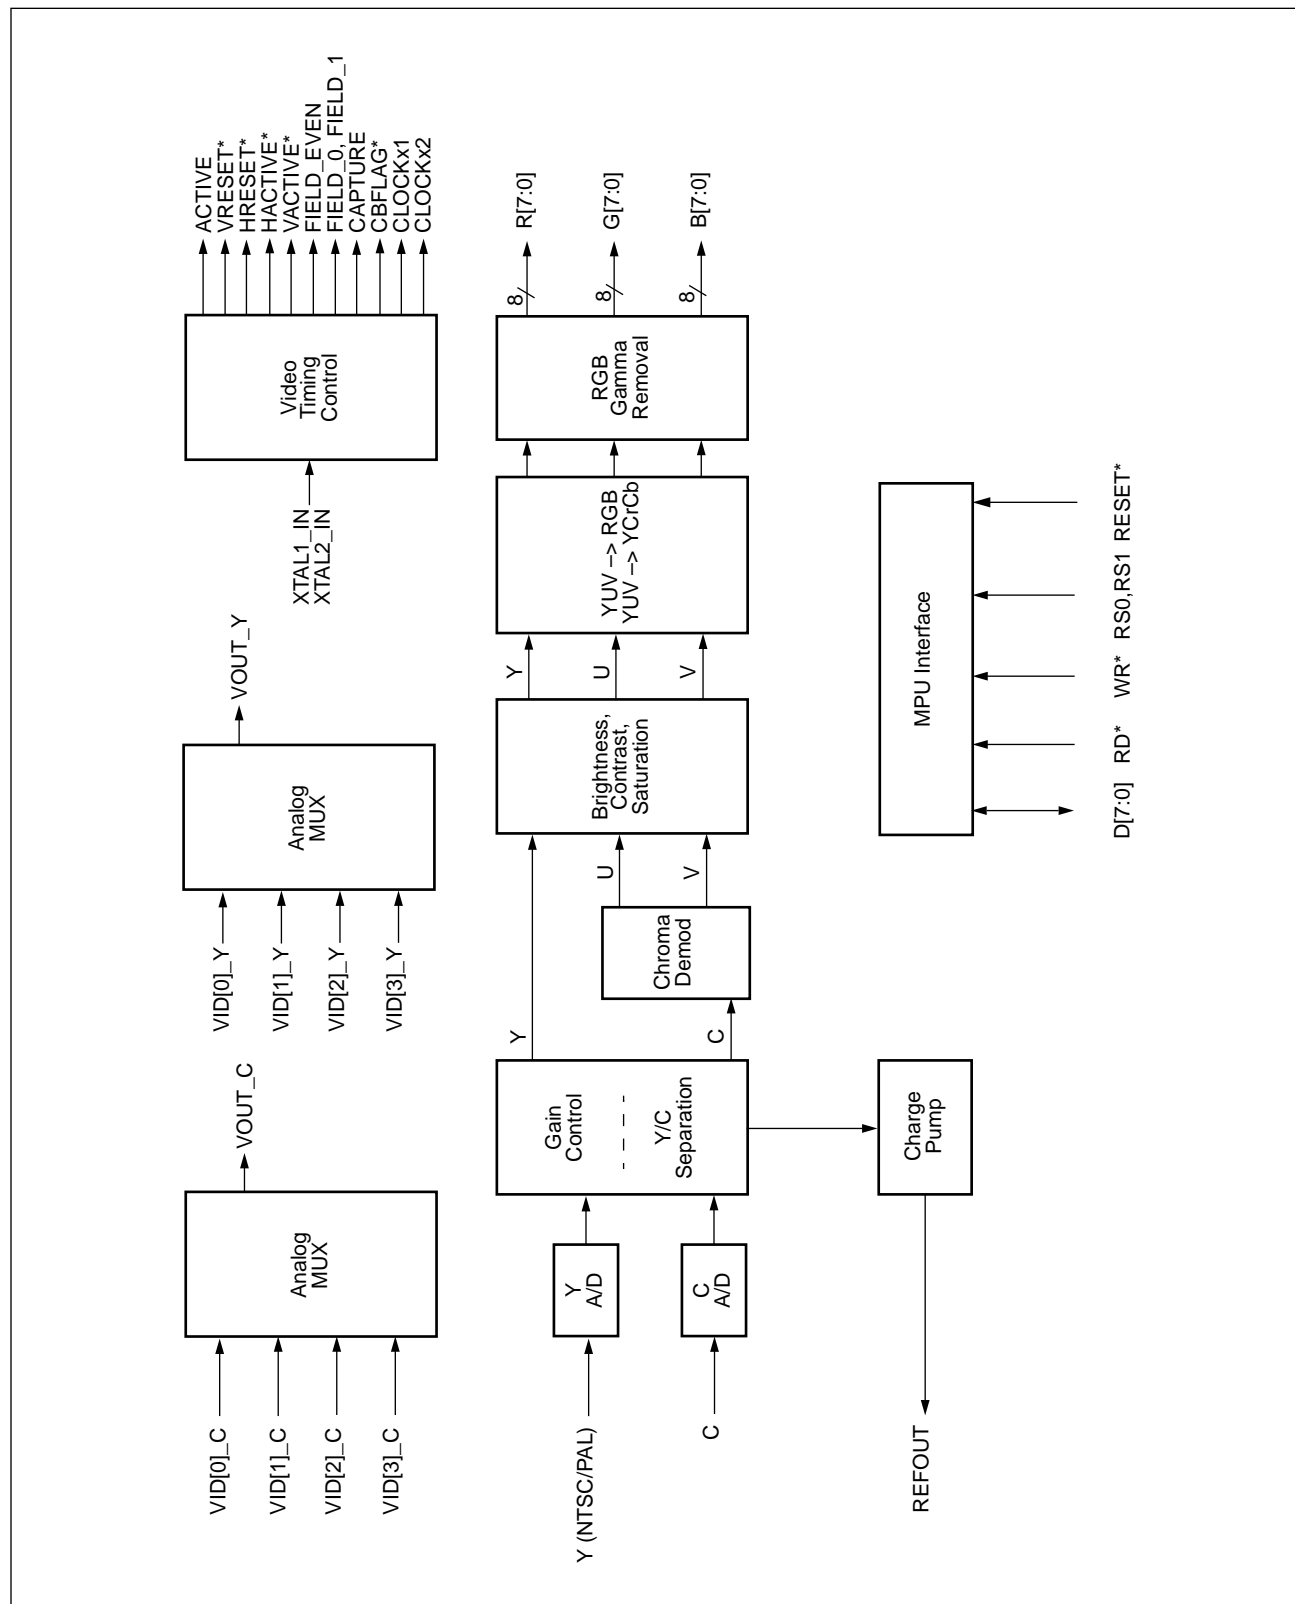 VID[0]_C
VID[1]_C
VID[2]_C
VID[3]_C
Analog
MUX
VOUT_C
VID[0]_Y
VID[1]_Y
VID[2]_Y
VID[3]_Y
Analog
MUX
VOUT_Y
XTAL1_IN
XTAL2_IN
Video
Timing
Control
ACTIVE
VRESET*
HRESET*
HACTIVE*
VACTIVE*
FIELD_EVEN
FIELD_0, FIELD_1
CAPTURE
CBFLAG*
CLOCKx1
CLOCKx2
Y (NTSC/PAL)
C
Y
A/D
C
A/D
Gain
Control
Y/C
Separation
Y
C
Chroma
Demod
U
V
Brightness,
Contrast,
Saturation
Y
U
V
YUV –> RGB
YUV –> YCrCb
RGB
Gamma
Removal
8
8
8
R[7:0]
G[7:0]
B[7:0]
REFOUT
Charge
Pump
MPU Interface
D[7:0] RD* WR* RS0,RS1 RESET*